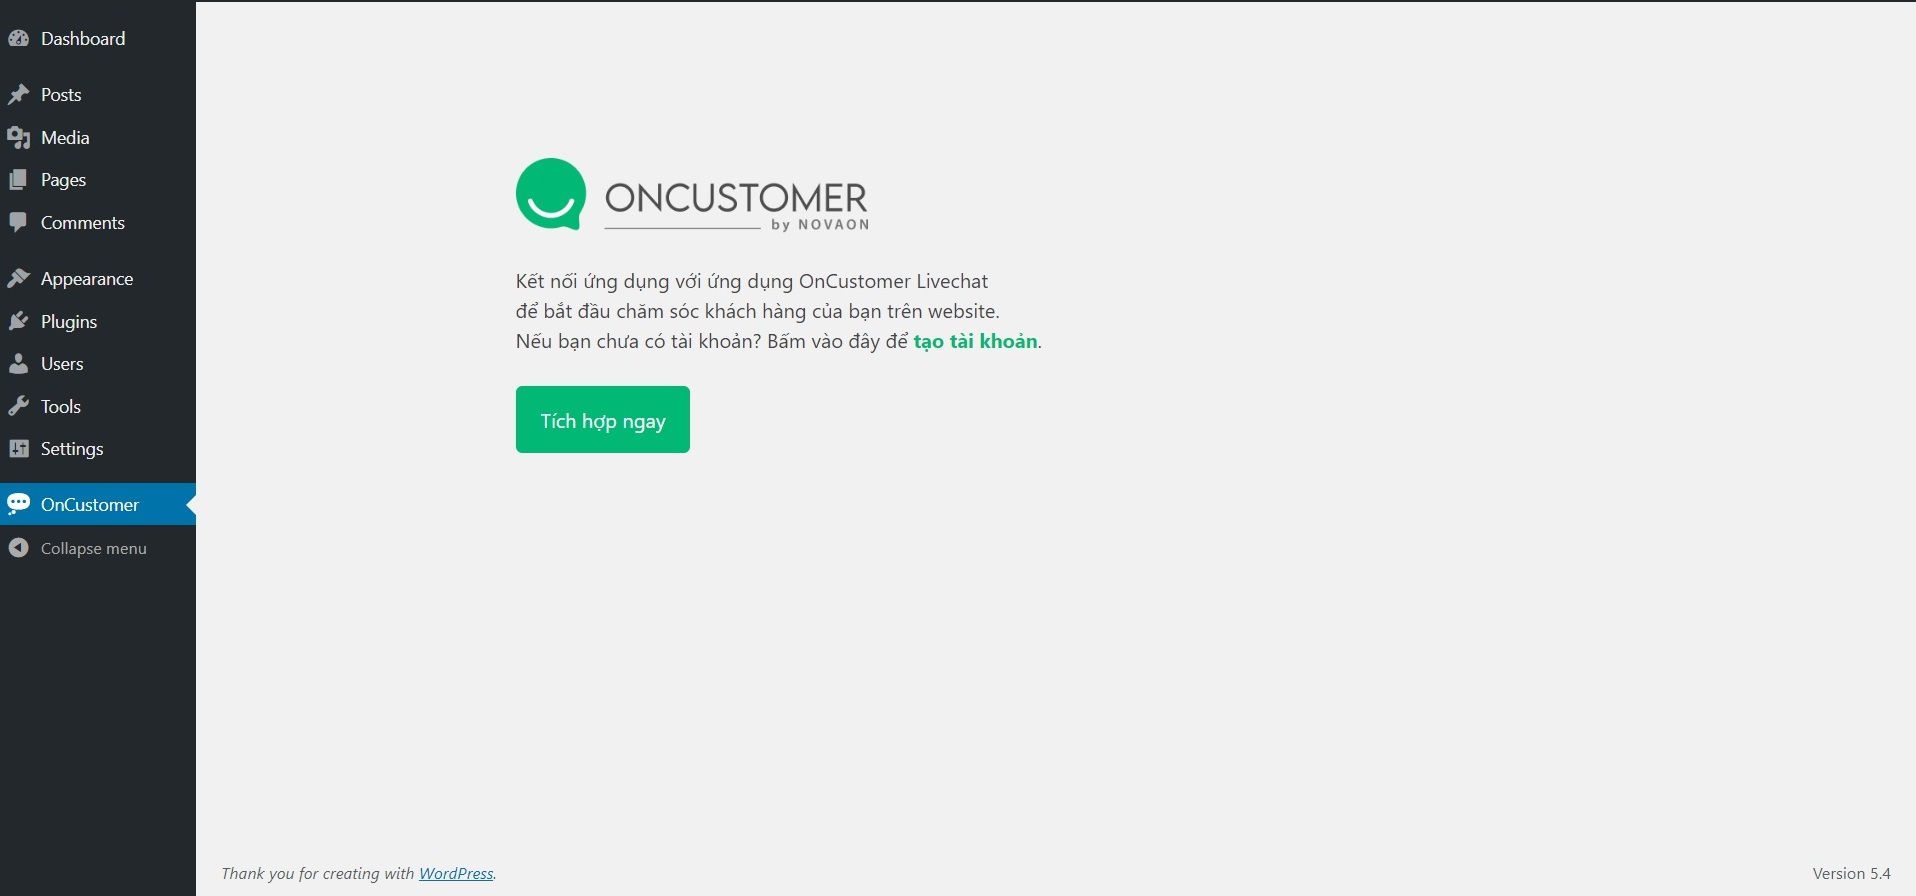 Dashboard
Posts
Media
Pages
Comments
Appearance
Plugins
Users
Tools
Settings
OnCustomer
Collapse menu
ONCUSTOMER
by NOVAON
Kết nối ứng dụng với ứng dụng OnCustomer Livechat
để bắt đầu chăm sóc khách hàng của bạn trên website.
Nếu bạn chưa có tài khoản? Bấm vào đây để tạo tài khoản.
Tích hợp ngay
Thank you for creating with WordPress.
Version 5.4